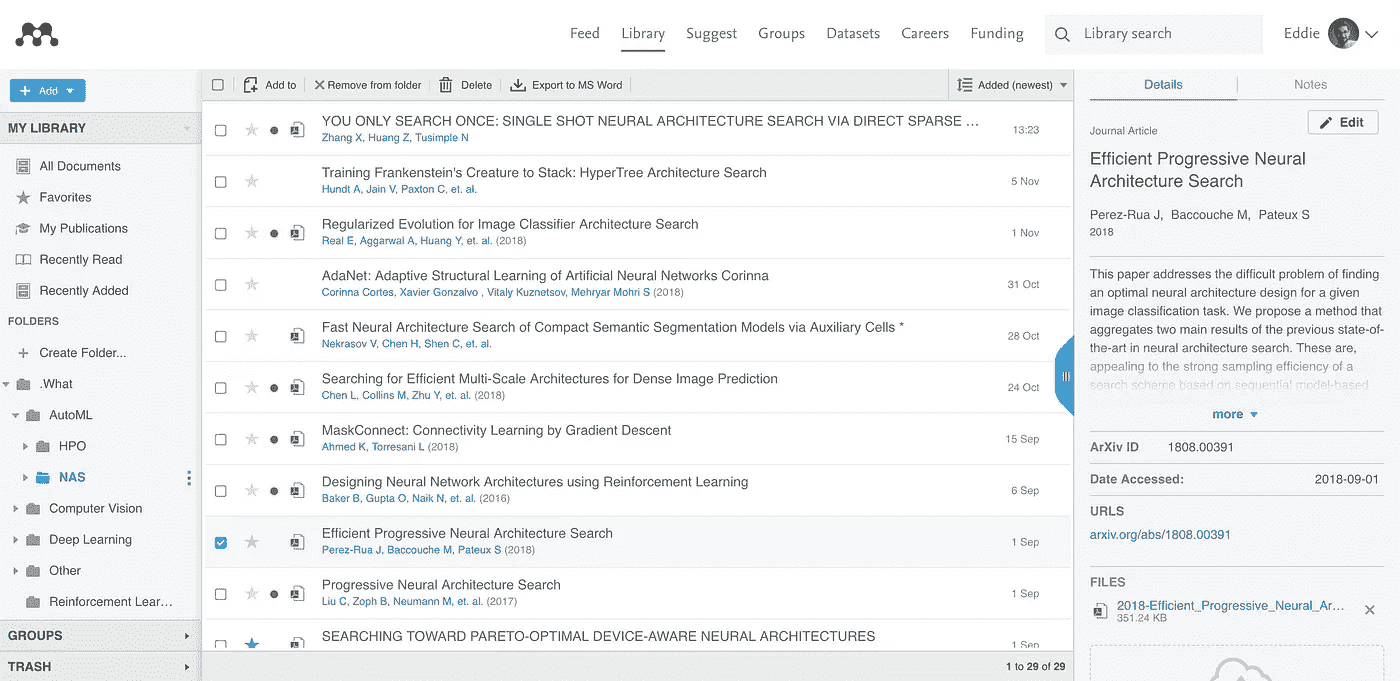 Feed Library Suggest Groups Datasets Careers Funding Library search Eddie
+ Add
MY LIBRARY
All Documents
Favorites
My Publications
Recently Read
Recently Added
FOLDERS
+ Create Folder...
.What
AutoML
HPO
NAS
Computer Vision
Deep Learning
Other
Reinforcement Lear...
GROUPS
TRASH
Add to Remove from folder Delete Export to MS Word Added (newest)
YOU ONLY SEARCH ONCE: SINGLE SHOT NEURAL ARCHITECTURE SEARCH VIA DIRECT SPARSE ...
Zhang X, Huang Z, Tusimple N
13:23
Training Frankenstein's Creature to Stack: HyperTree Architecture Search
Hundt A, Jain V, Paxton C, et. al.
5 Nov
Regularized Evolution for Image Classifier Architecture Search
Real E, Aggarwal A, Huang Y, et. al. (2018)
1 Nov
AdaNet: Adaptive Structural Learning of Artificial Neural Networks Corinna
Corinna Cortes, Xavier Gonzalvo , Vitaly Kuznetsov, Mehryar Mohri S (2018)
31 Oct
Fast Neural Architecture Search of Compact Semantic Segmentation Models via Auxiliary Cells *
Nekrasov V, Chen H, Shen C, et. al.
28 Oct
Searching for Efficient Multi-Scale Architectures for Dense Image Prediction
Chen L, Collins M, Zhu Y, et. al. (2018)
24 Oct
MaskConnect: Connectivity Learning by Gradient Descent
Ahmed K, Torresani L (2018)
15 Sep
Designing Neural Network Architectures using Reinforcement Learning
Baker B, Gupta O, Naik N, et. al. (2016)
6 Sep
Efficient Progressive Neural Architecture Search
Perez-Rua J, Baccouche M, Pateux S (2018)
1 Sep
Progressive Neural Architecture Search
Liu C, Zoph B, Neumann M, et. al. (2017)
1 Sep
SEARCHING TOWARD PARETO-OPTIMAL DEVICE-AWARE NEURAL ARCHITECTURES
1 Sep
1 to 29 of 29
Details Notes
Journal Article
Edit
Efficient Progressive Neural
Architecture Search
Perez-Rua J, Baccouche M, Pateux S
2018
This paper addresses the difficult problem of finding
an optimal neural architecture design for a given
image classification task. We propose a method that
aggregates two main results of the previous state-of-
the-art in neural architecture search. These are,
appealing to the strong sampling efficiency of a
search scheme based on sequential model-based
more
ArXiv ID 1808.00391
Date Accessed: 2018-09-01
URLS
arxiv.org/abs/1808.00391
FILES
2018-Efficient_Progressive_Neural_Ar...
351.24 KB